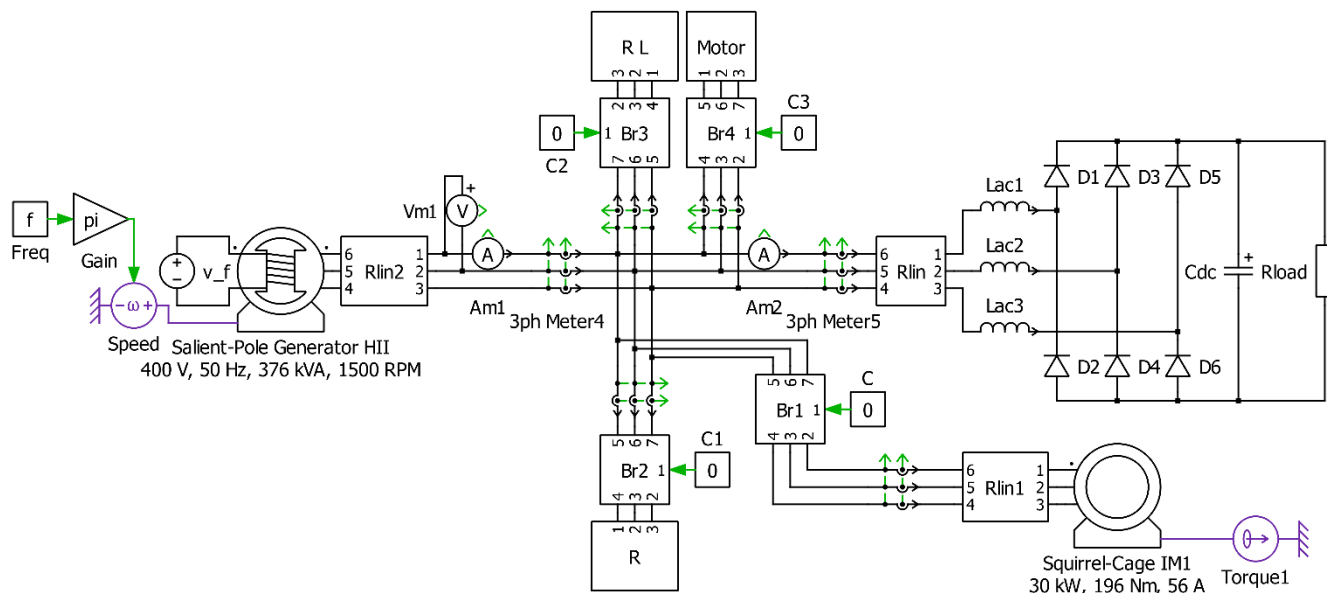 R L
3 2 1
2 3 4
Br3
1
7 6 5
0
C2
Motor
1 2 3
5 6 7
Br4
1
4 3 2
C3
0
f
Freq
pi
Gain
− ω +
Speed
v_f
Salient-Pole Generator HII
400 V, 50 Hz, 376 kVA, 1500 RPM
6 1
5 Rlin2 2
4 3
Vm1
V
+
A
Am1
3ph Meter4
A
Am2
3ph Meter5
6 1
5 Rlin 2
4 3
Lac1
Lac2
Lac3
D1
D3
D5
D2
D4
D6
Cdc
+
Rload
5 6 7
Br1
1
4 3 2
C
0
5 6 7
Br2
1
4 3 2
C1
0
1 2 3
R
6 1
5 Rlin1 2
4 3
Squirrel-Cage IM1
30 kW, 196 Nm, 56 A
Torque1